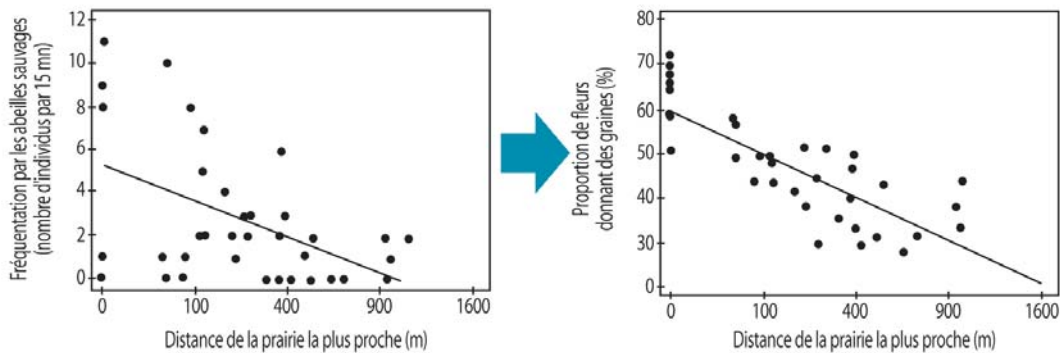 Fréquentation par les abeilles sauvages
(nombre d'individus par 15 mn)
12
10
8
6
4
2
0
0 100 400 900 1600
Distance de la prairie la plus proche (m)
Proportion de fleurs
donnant des graines (%)
80
70
60
50
40
30
0
0 100 400 900 1600
Distance de la prairie la plus proche (m)